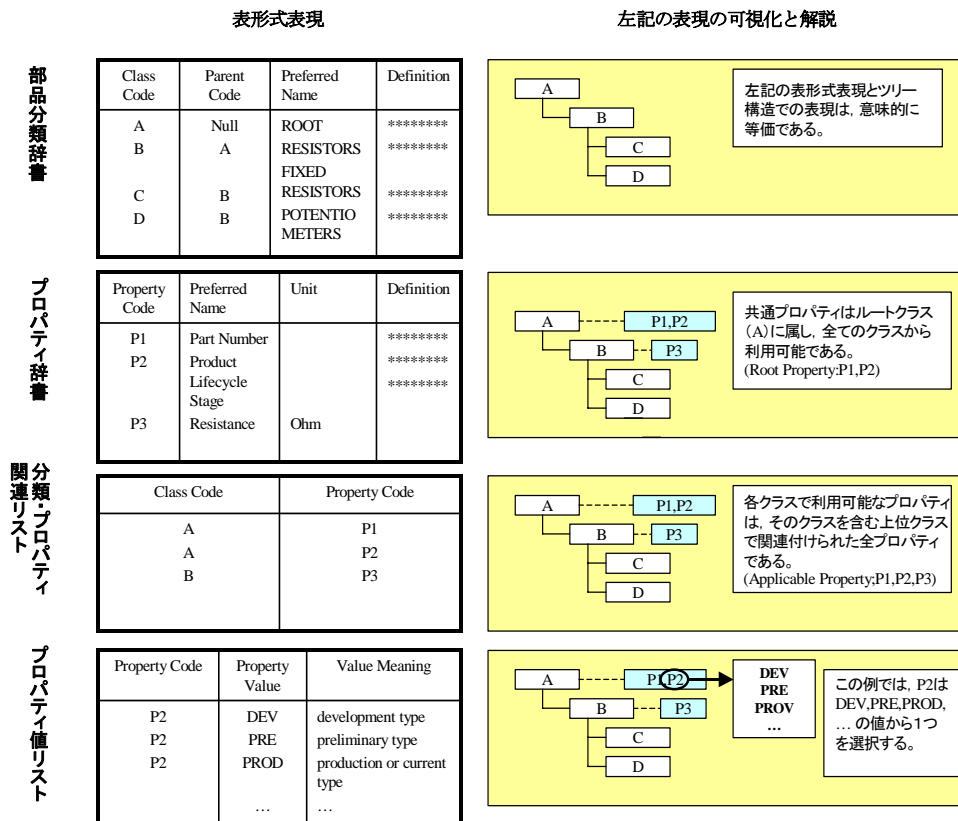 表形式表現
左記の表現の可視化と解説
部品分類辞書
Class Code
Parent Code
Preferred Name
Definition
A
Null
ROOT
********
B
A
RESISTORS
********
C
B
FIXED RESISTORS
********
D
B
POTENTIO METERS
********
A
B
C
D
左記の表形式表現とツリー
構造での表現は, 意味的に
等価である。
プロパティ辞書
Property Code
Preferred Name
Unit
Definition
P1
Part Number
********
P2
Product Lifecycle Stage
********
********
P3
Resistance
Ohm
A
P1,P2
B
P3
C
D
共通プロパティはルートクラス
(A)に属し, 全てのクラスから
利用可能である。
(Root Property:P1,P2)
分類・プロパティ
関連リスト
Class Code
Property Code
A
P1
A
P2
B
P3
A
P1,P2
B
P3
C
D
各クラスで利用可能なプロパティ
は, そのクラスを含む上位クラス
で関連付けられた全プロパティ
である。
(Applicable Property;P1,P2,P3)
プロパティ値リスト
Property Code
Property Value
Value Meaning
P2
DEV
development type
P2
PRE
preliminary type
P2
PROD
production or current type
…
…
A
P1,P2
B
P3
C
D
DEV
PRE
PROV
…
この例では, P2は
DEV,PRE,PROD,
… の値から1つ
を選択する。